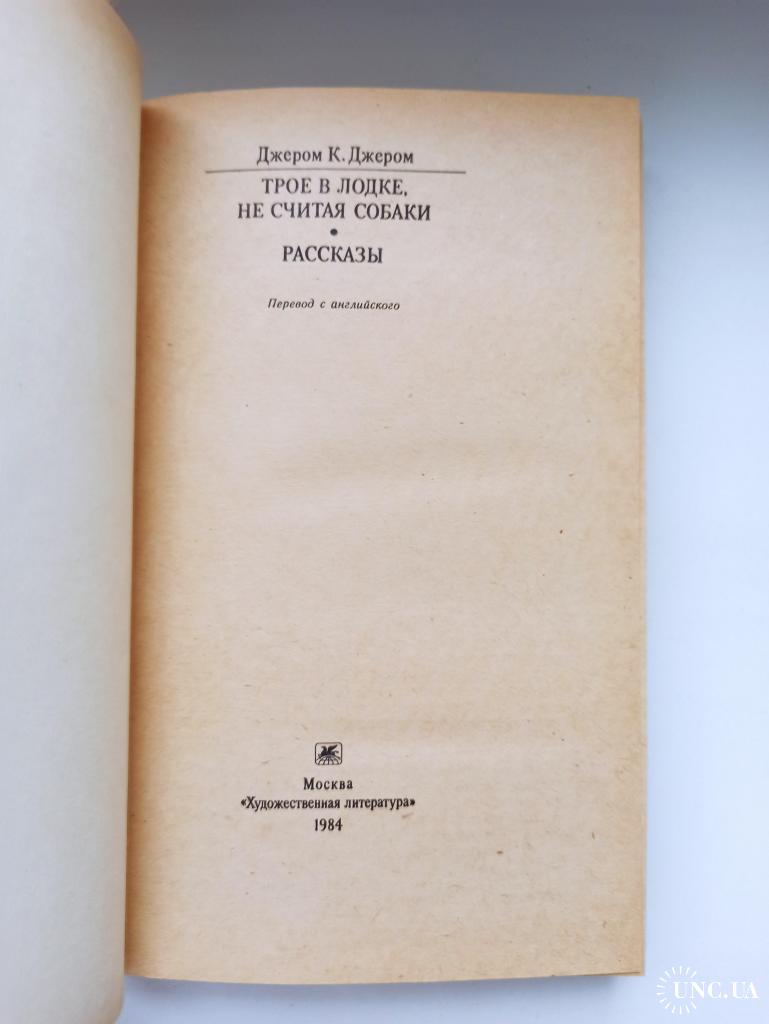 Джером К. Джером
ТРОЕ В ЛОДКЕ,
НЕ СЧИТАЯ СОБАКИ
•
РАССКАЗЫ
Перевод с английского
Москва
«Художественная литература»
1984
UNC.UA